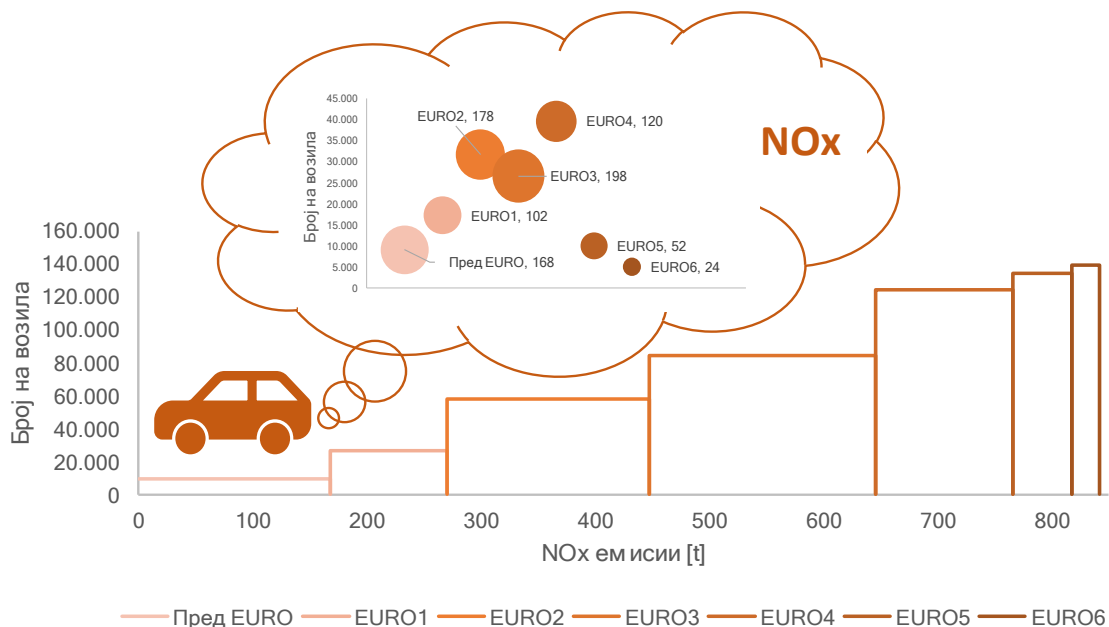 NOx
Број на возила
45.000
40.000
35.000
30.000
25.000
20.000
15.000
10.000
5.000
0
EURO2, 178
EURO4, 120
EURO3, 198
EURO1, 102
EURO5, 52
Пред EURO, 168
EURO6, 24
Број на возила
160.000
140.000
120.000
100.000
80.000
60.000
40.000
20.000
0
0 100 200 300 400 500 600 700 800
NOx емисии [t]
Пред EURO EURO1 EURO2 EURO3 EURO4 EURO5 EURO6